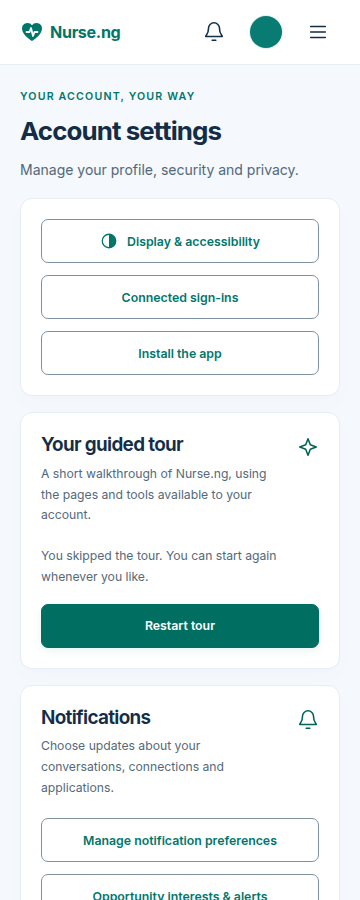 Nurse.ng
YOUR ACCOUNT, YOUR WAY
Account settings
Manage your profile, security and privacy.
Display & accessibility
Connected sign-ins
Install the app
Your guided tour
A short walkthrough of Nurse.ng, using
the pages and tools available to your
account.
You skipped the tour. You can start again
whenever you like.
Restart tour
Notifications
Choose updates about your
conversations, connections and
applications.
Manage notification preferences
Opportunity interests & alerts